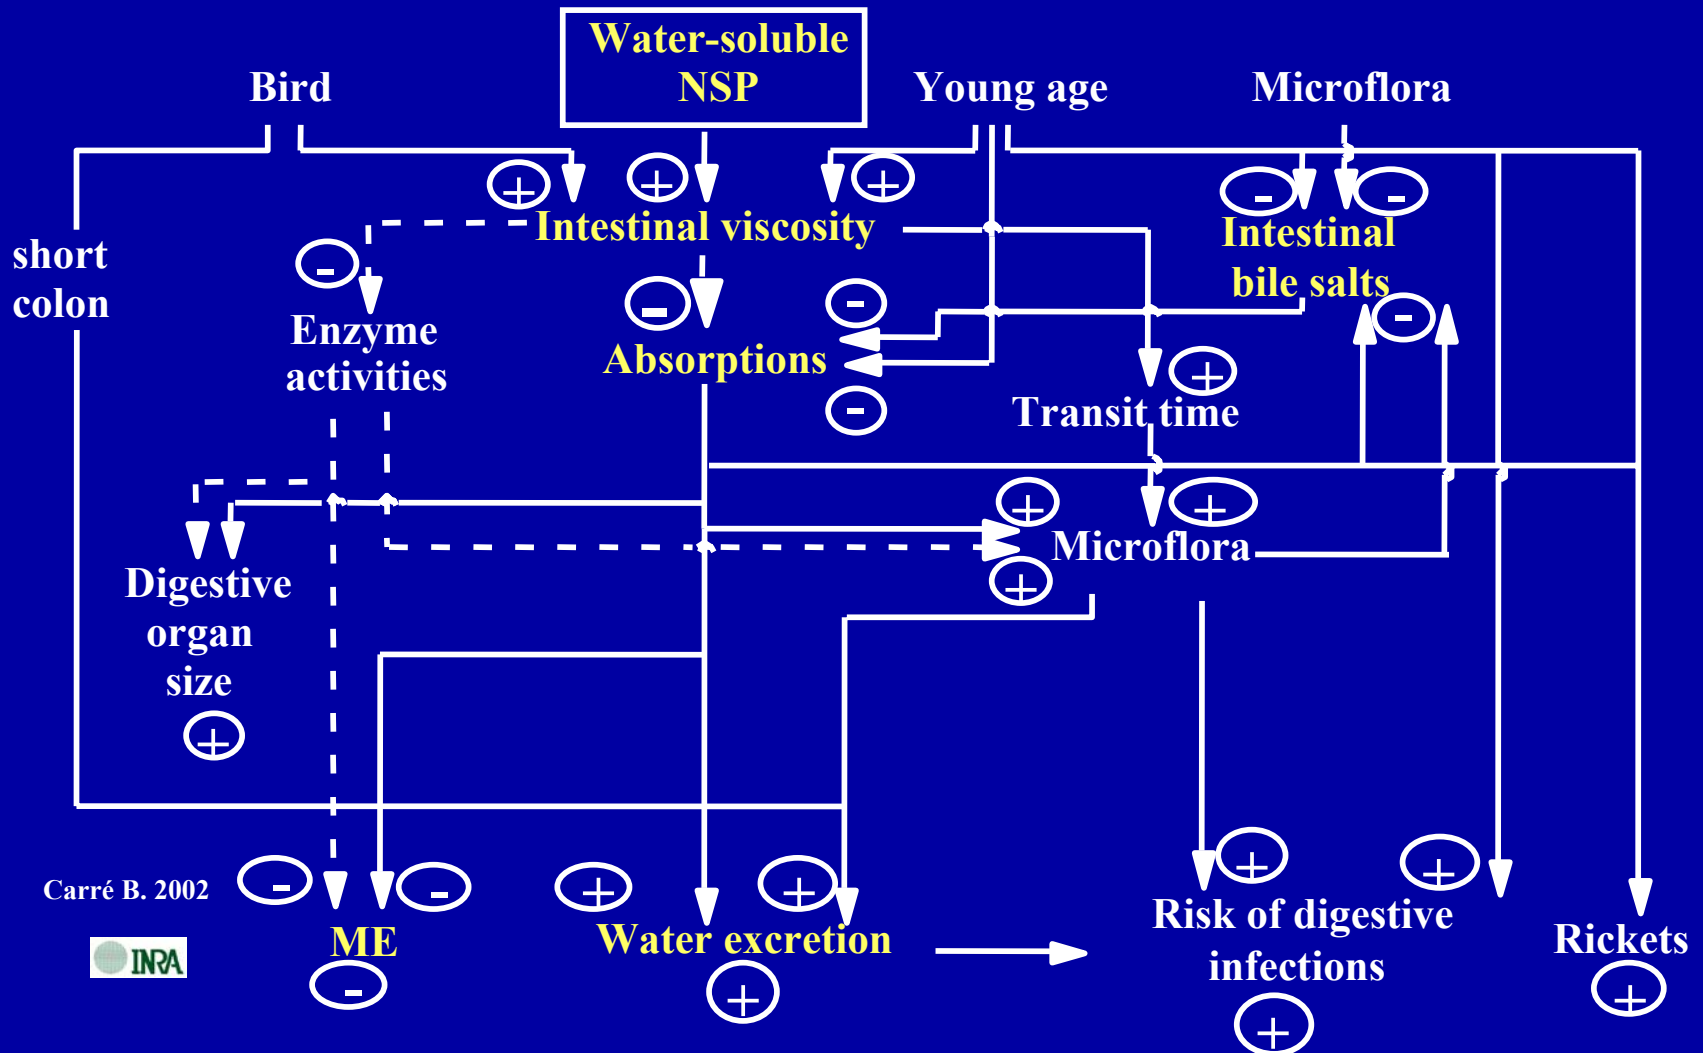 Water-soluble
NSP
Bird
Young age
Microflora
+
+
+
-
-
Intestinal viscosity
Intestinal
bile salts
short
colon
-
-
-
-
Enzyme
activities
Absorptions
+
-
Transit time
+
+
Microflora
+
Digestive
organ
size
+
Carré B. 2002
-
-
+
+
+
+
ME
-
Water excretion
+
Risk of digestive
infections
+
Rickets
+
INRA